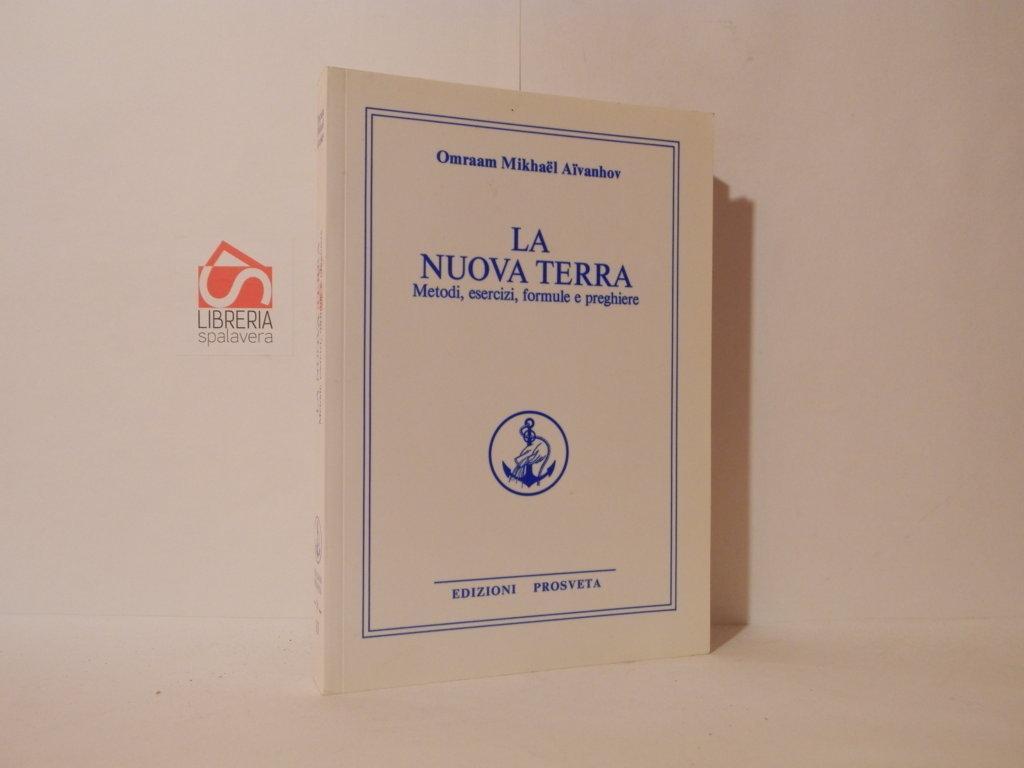 Omraam Mikhaël Aïvanhov
LA
NUOVA TERRA
Metodi, esercizi, formule e preghiere
EDIZIONI PROSVETA
LIBRERIA
spalavera